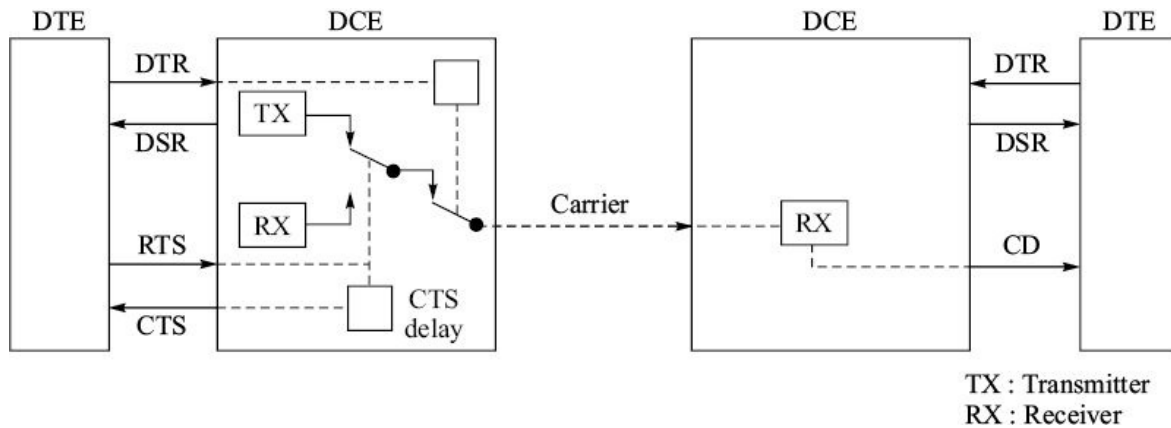 DTE DCE DCE DTE
DTR DTR
TX
DSR DSR
RX Carrier RX
RTS CD
CTS CTS
delay
TX : Transmitter
RX : Receiver